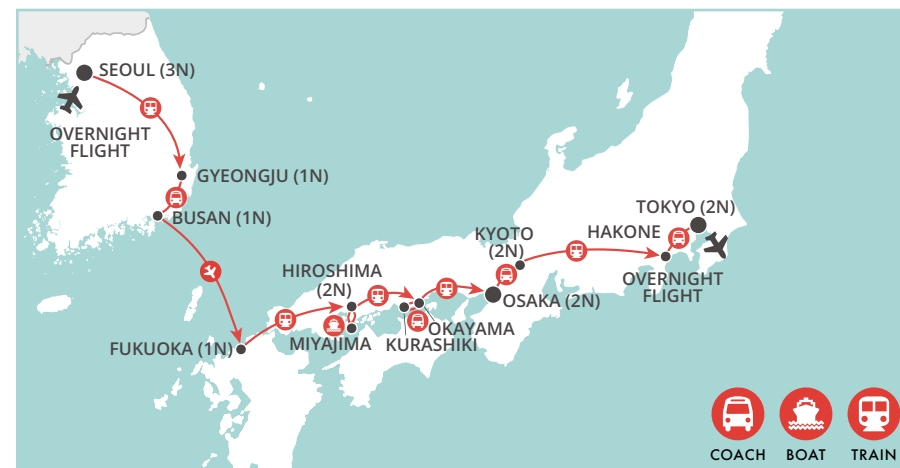 SEOUL (3N)
OVERNIGHT
FLIGHT
GYEONGJU (1N)
BUSAN (1N)
TOKYO (2N)
KYOTO
(2N)
HAKONE
HIROSHIMA
(2N)
OVERNIGHT
FLIGHT
OSAKA (2N)
OKAYAMA
MIYAJIMA
KURASHIKI
FUKUOKA (1N)
COACH
BOAT
TRAIN